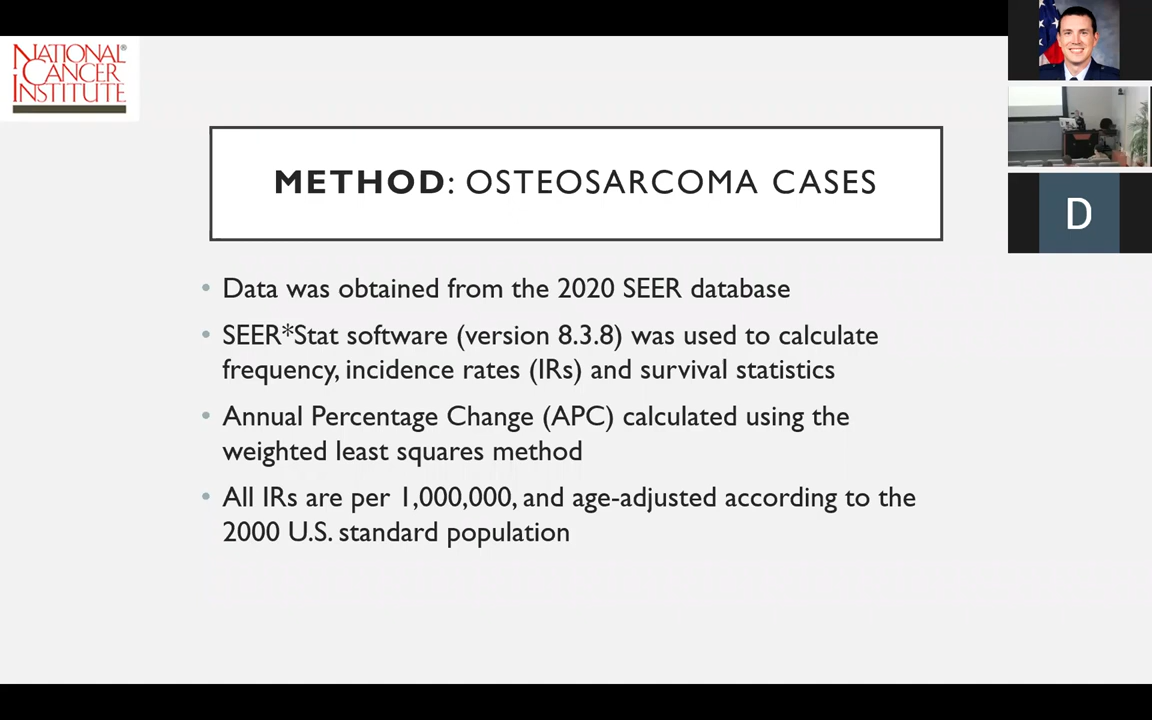 NATIONAL®
CANCER
INSTITUTE
METHOD: OSTEOSARCOMA CASES
D
• Data was obtained from the 2020 SEER database
• SEER*Stat software (version 8.3.8) was used to calculate
frequency, incidence rates (IRs) and survival statistics
• Annual Percentage Change (APC) calculated using the
weighted least squares method
• All IRs are per 1,000,000, and age-adjusted according to the
2000 U.S. standard population